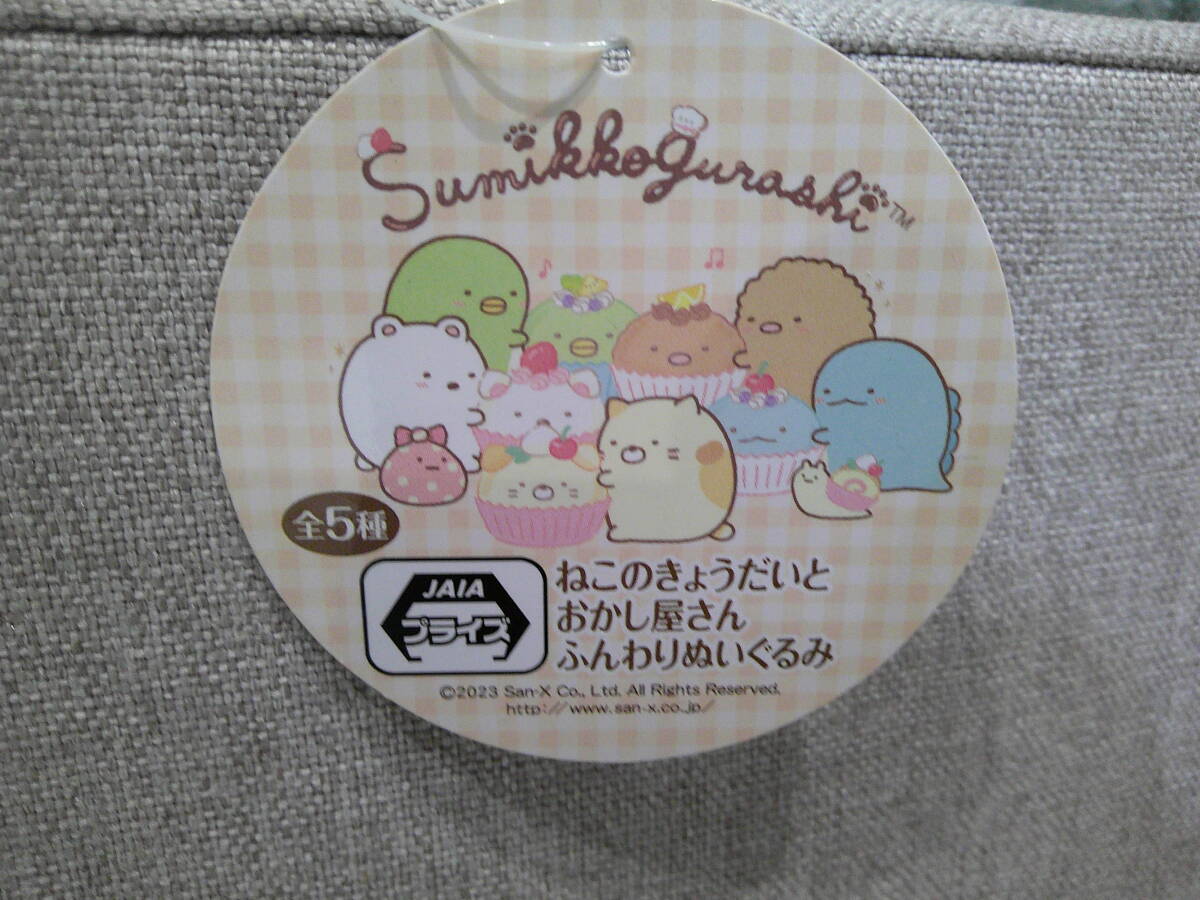 Sumikkogurashi™
全5種
JAIA
プライズ
ねこのきょうだいと
おかし屋さん
ふんわりぬいぐるみ
©2023 San-X Co., Ltd. All Rights Reserved.
http://www.san-x.co.jp/